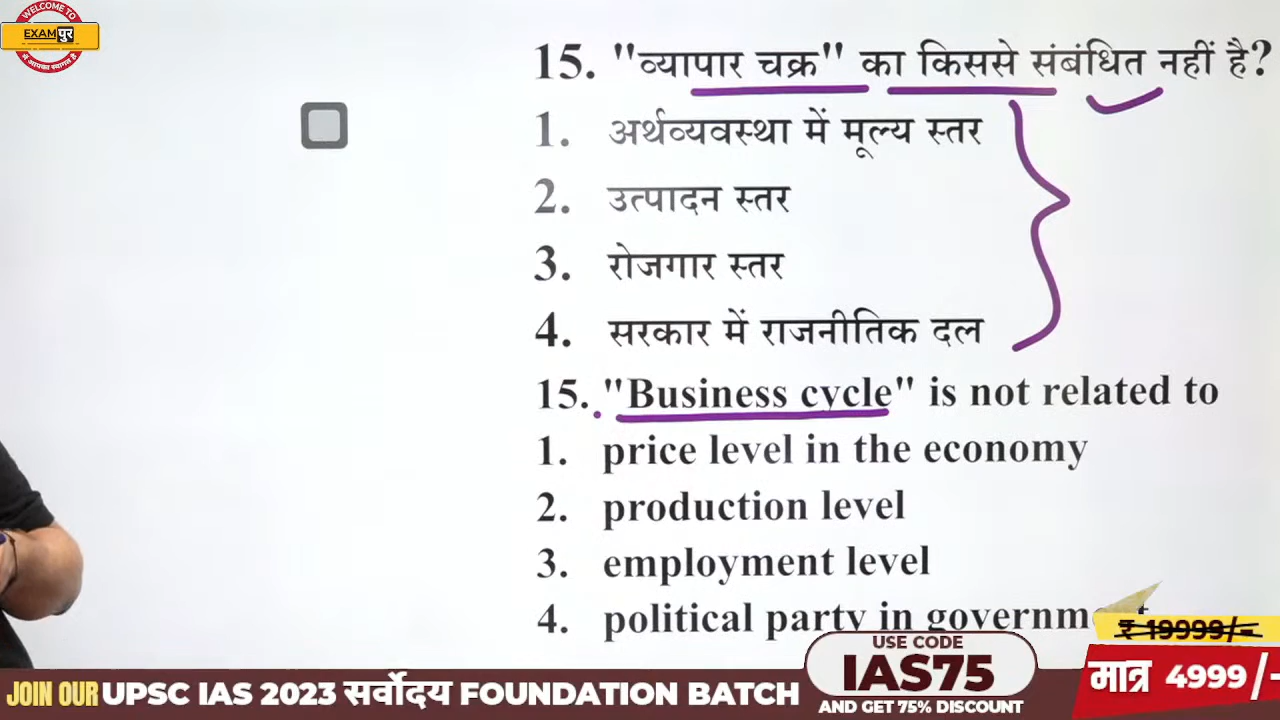 WELCOME TO
EXAMपुर
में आपका स्वागत है
15. "व्यापार चक्र" का किससे संबंधित नहीं है?
1. अर्थव्यवस्था में मूल्य स्तर
2. उत्पादन स्तर
3. रोजगार स्तर
4. सरकार में राजनीतिक दल
15. "Business cycle" is not related to
1. price level in the economy
2. production level
3. employment level
4. political party in
₹ 19999/-
USE CODE
IAS75
AND GET 75% DISCOUNT
मात्र 4999/-
JOIN OUR UPSC IAS 2023 सर्वोदय FOUNDATION BATCH